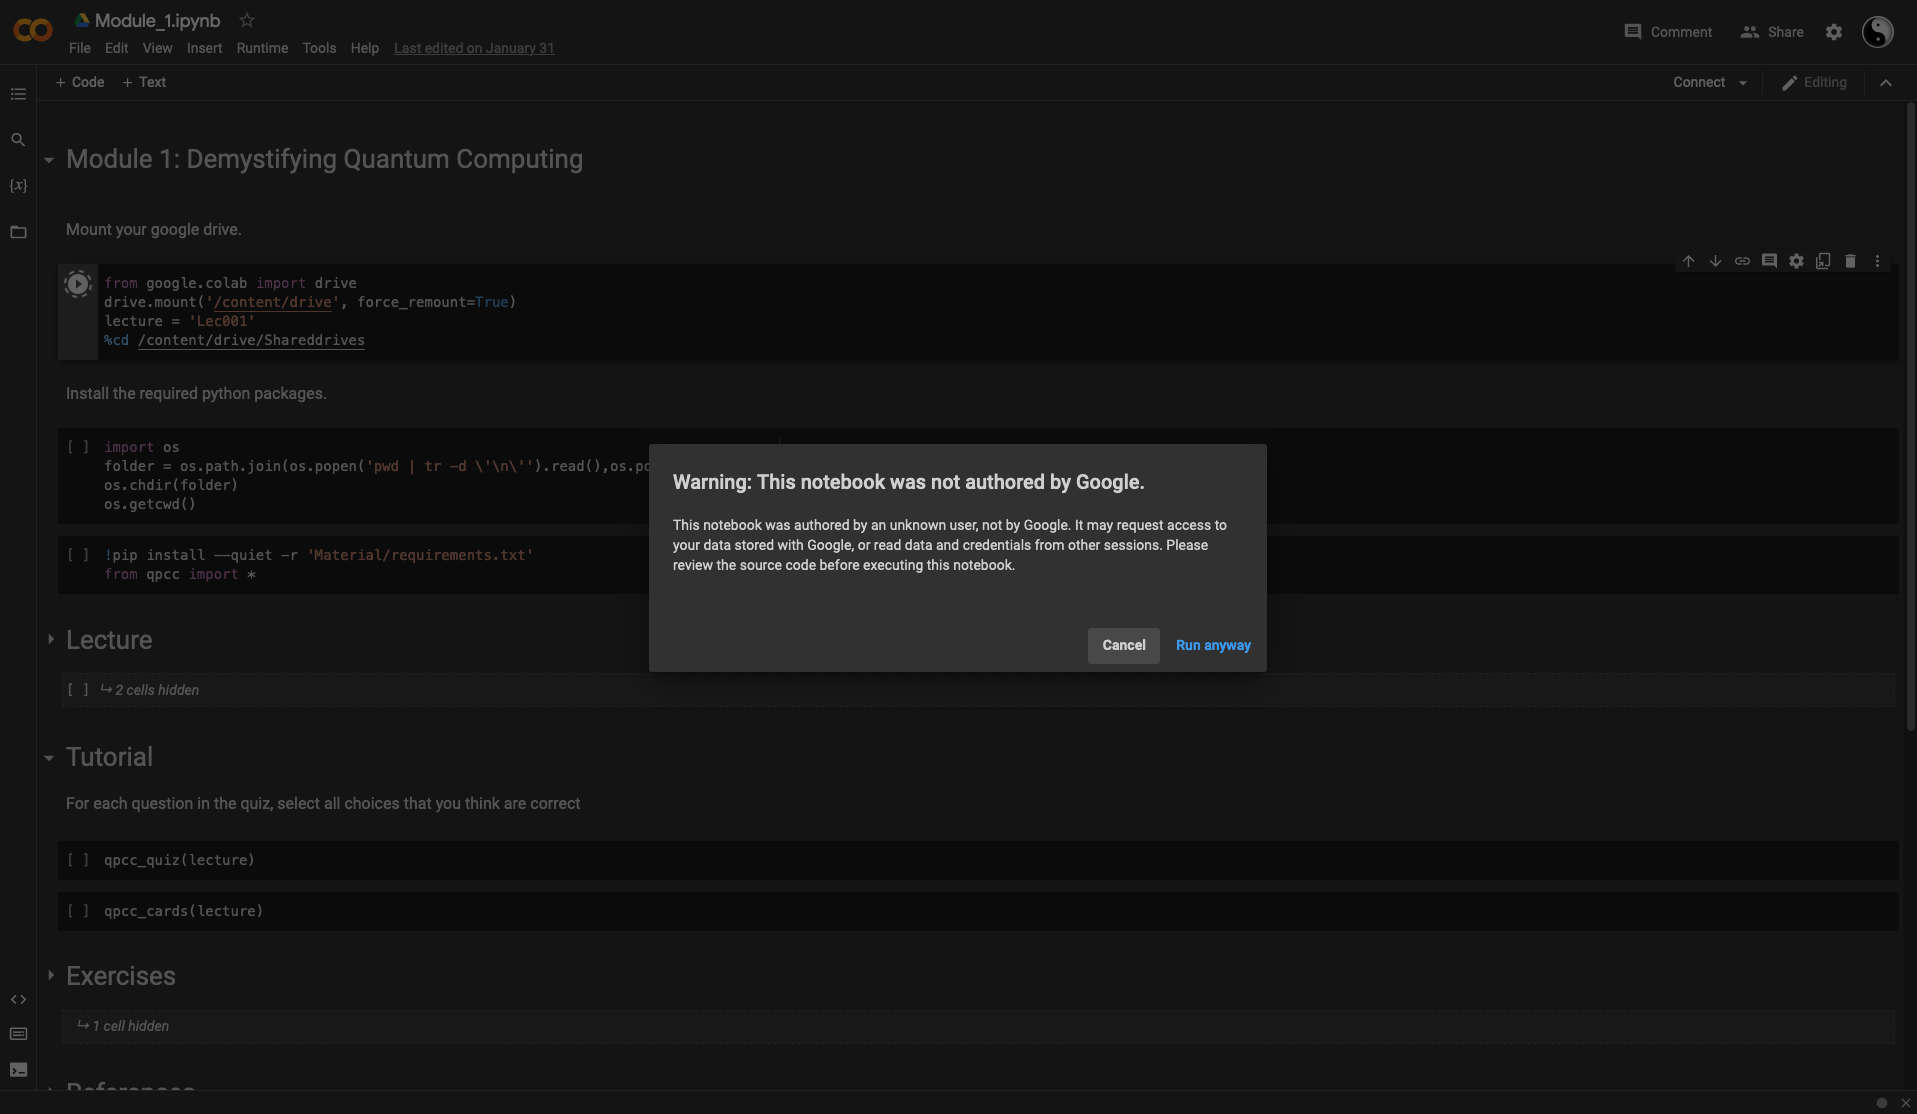 Module_1.ipynb
File Edit View Insert Runtime Tools Help Last edited on January 31
Comment Share
+ Code + Text
Connect Editing
Module 1: Demystifying Quantum Computing
{x}
Mount your google drive.
from google.colab import drive
drive.mount('/content/drive', force_remount=True)
lecture = 'Lec001'
%cd /content/drive/Shareddrives
Install the required python packages.
[ ] import os
folder = os.path.join(os.popen('pwd | tr -d \'\n\'').read(),os.po
os.chdir(folder)
os.getcwd()
[ ] !pip install --quiet -r 'Material/requirements.txt'
from qpcc import *
Warning: This notebook was not authored by Google.
This notebook was authored by an unknown user, not by Google. It may request access to
your data stored with Google, or read data and credentials from other sessions. Please
review the source code before executing this notebook.
Cancel Run anyway
Lecture
[ ] ↳ 2 cells hidden
Tutorial
For each question in the quiz, select all choices that you think are correct
[ ] qpcc_quiz(lecture)
[ ] qpcc_cards(lecture)
Exercises
↳ 1 cell hidden
References